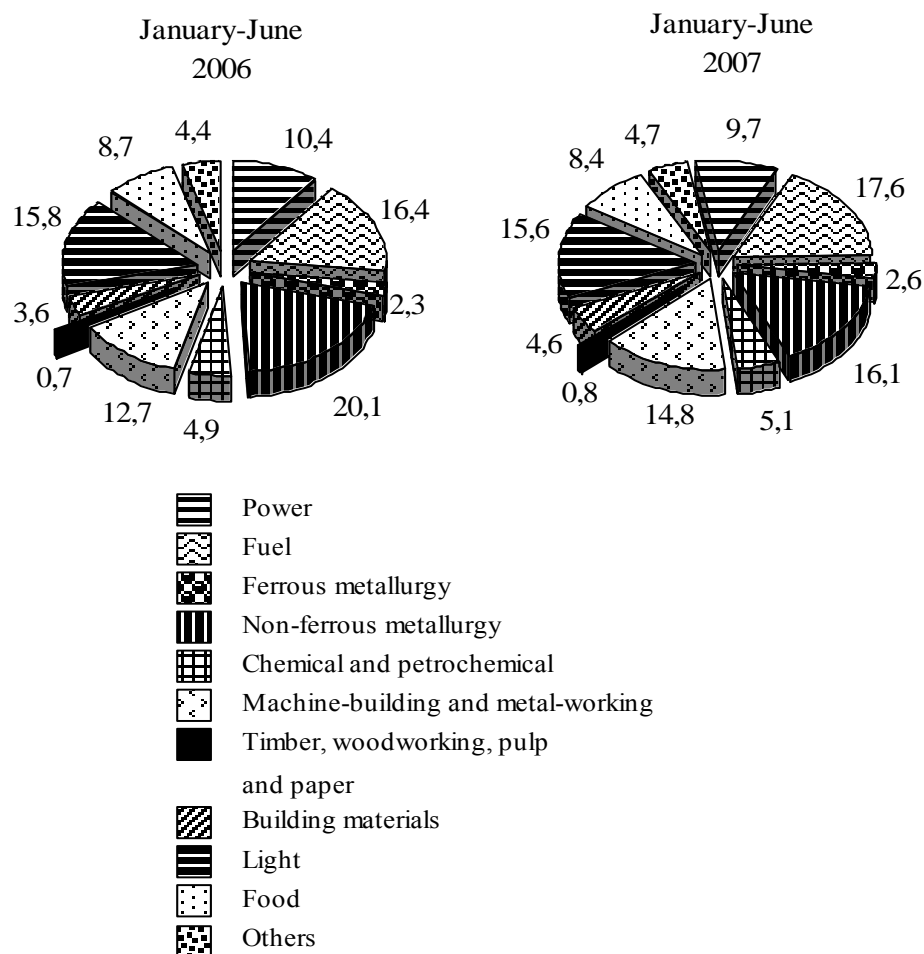 January-June
2006
4,4
10,4
8,7
16,4
15,8
2,3
3,6
0,7
12,7
4,9
20,1
January-June
2007
4,7
9,7
8,4
17,6
15,6
2,6
4,6
0,8
14,8
5,1
16,1
Power
Fuel
Ferrous metallurgy
Non-ferrous metallurgy
Chemical and petrochemical
Machine-building and metal-working
Timber, woodworking, pulp
and paper
Building materials
Light
Food
Others